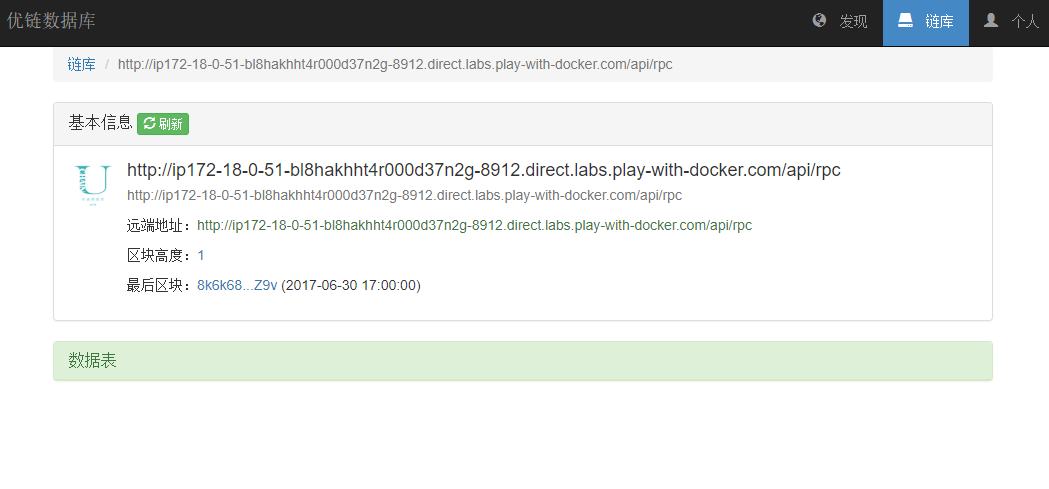 优链数据库 发现 链库 个人
链库 / http://ip172-18-0-51-bl8hakhht4r000d37n2g-8912.direct.labs.play-with-docker.com/api/rpc
基本信息 刷新
U
http://ip172-18-0-51-bl8hakhht4r000d37n2g-8912.direct.labs.play-with-docker.com/api/rpc
http://ip172-18-0-51-bl8hakhht4r000d37n2g-8912.direct.labs.play-with-docker.com/api/rpc
远端地址：http://ip172-18-0-51-bl8hakhht4r000d37n2g-8912.direct.labs.play-with-docker.com/api/rpc
区块高度：1
最后区块：8k6k68...Z9v (2017-06-30 17:00:00)
数据表